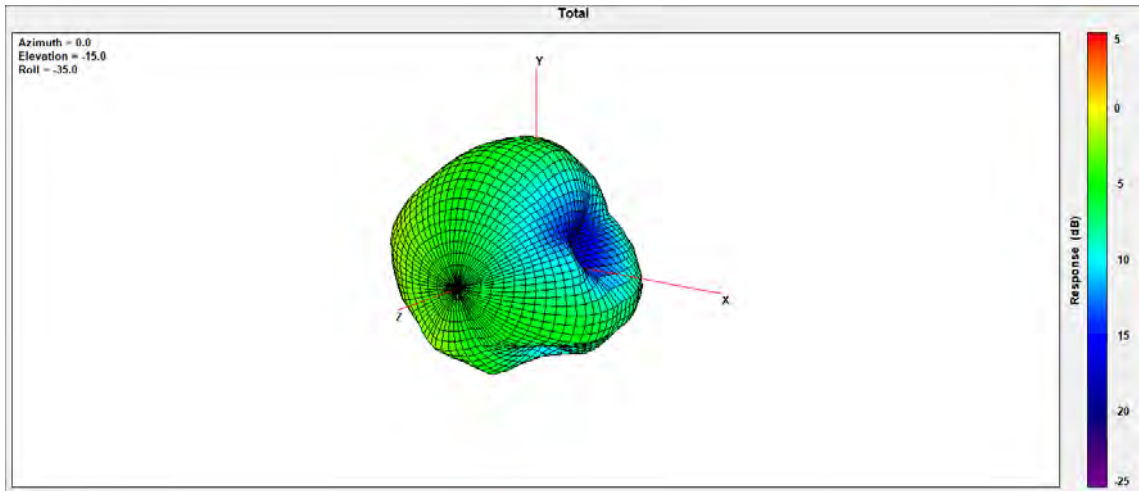 Total
Azimuth = 0.0
Elevation = -15.0
Roll = -35.0
Y
X
Z
5
0
5
10
15
-20
-25
Response (dB)